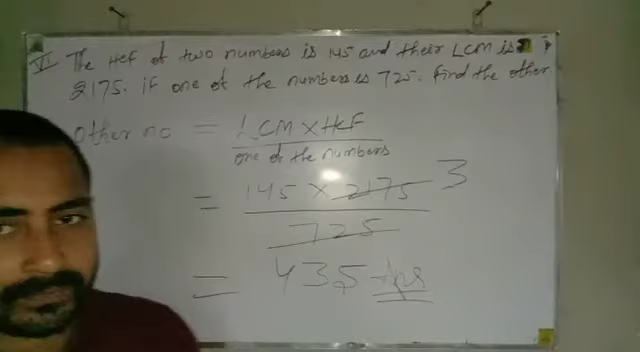 VI The HCF of two numbers is 145 and their LCM is
2175. if one of the numbers is 725. find the other
other no = LCM × HCF
one of the numbers
= 145 × 2175 3
725
= 435 Ans